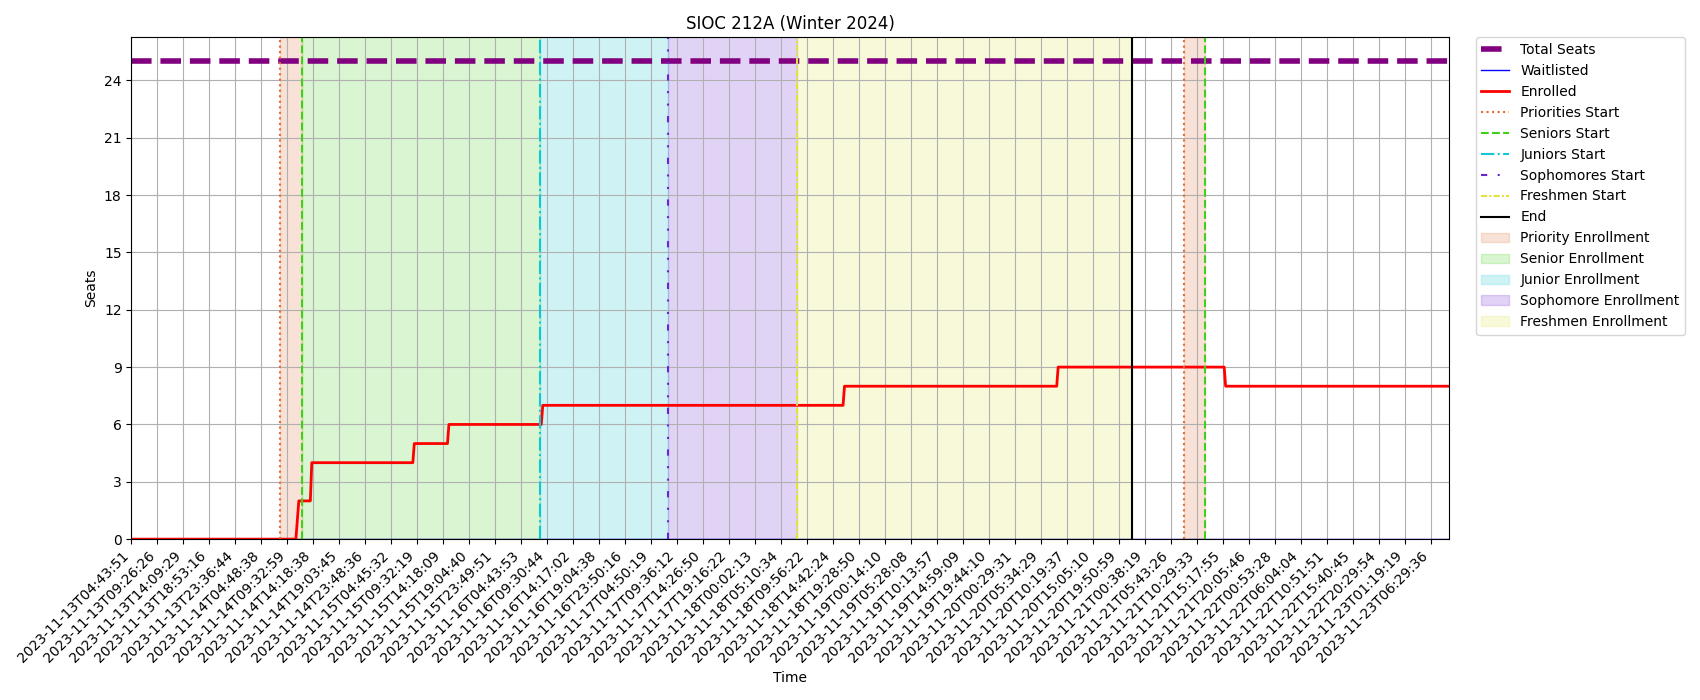 SIOC 212A (Winter 2024)
Seats
24
21
18
15
12
9
6
3
0
2023-11-13T04:43:51
2023-11-13T09:26:26
2023-11-13T14:09:29
2023-11-13T18:53:16
2023-11-13T23:36:44
2023-11-14T04:48:38
2023-11-14T09:32:59
2023-11-14T14:18:38
2023-11-14T19:03:45
2023-11-14T23:48:36
2023-11-15T04:45:32
2023-11-15T09:32:19
2023-11-15T14:18:09
2023-11-15T19:04:40
2023-11-15T23:49:51
2023-11-16T04:43:53
2023-11-16T09:30:44
2023-11-16T14:17:02
2023-11-16T19:04:38
2023-11-16T23:50:16
2023-11-17T04:50:19
2023-11-17T09:36:12
2023-11-17T14:26:50
2023-11-17T19:16:22
2023-11-18T00:02:13
2023-11-18T05:10:34
2023-11-18T09:56:22
2023-11-18T14:42:24
2023-11-18T19:28:50
2023-11-19T00:14:10
2023-11-19T05:28:08
2023-11-19T10:13:57
2023-11-19T14:59:09
2023-11-19T19:44:10
2023-11-20T00:29:31
2023-11-20T05:34:29
2023-11-20T10:19:37
2023-11-20T15:05:10
2023-11-20T19:50:59
2023-11-21T00:38:19
2023-11-21T05:43:26
2023-11-21T10:29:33
2023-11-21T15:17:55
2023-11-21T20:05:46
2023-11-22T00:53:28
2023-11-22T06:04:04
2023-11-22T10:51:51
2023-11-22T15:40:45
2023-11-22T20:29:54
2023-11-23T01:19:19
2023-11-23T06:29:36
Time
Total Seats
Waitlisted
Enrolled
Priorities Start
Seniors Start
Juniors Start
Sophomores Start
Freshmen Start
End
Priority Enrollment
Senior Enrollment
Junior Enrollment
Sophomore Enrollment
Freshmen Enrollment